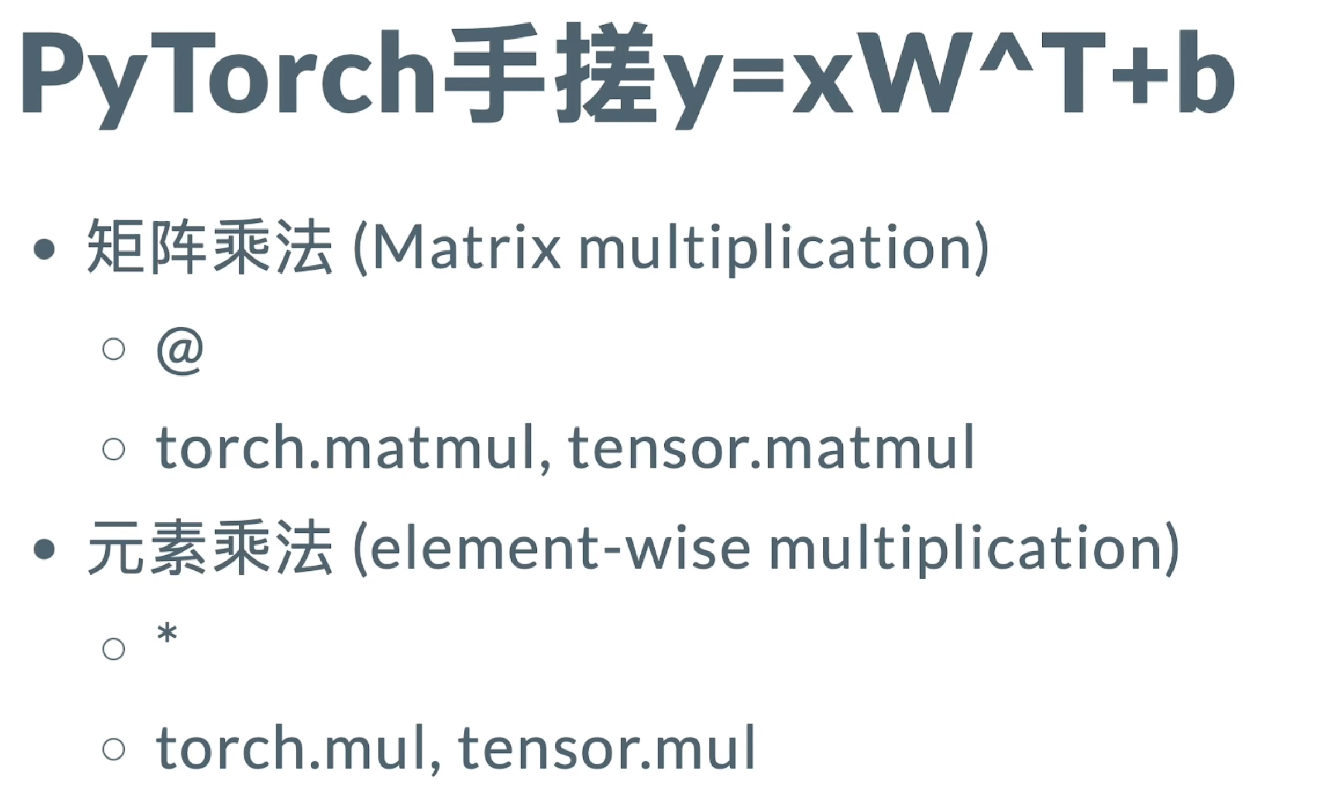 PyTorch手搓y=xW^T+b
• 矩阵乘法 (Matrix multiplication)
○ @
○ torch.matmul, tensor.matmul
• 元素乘法 (element-wise multiplication)
○ *
○ torch.mul, tensor.mul